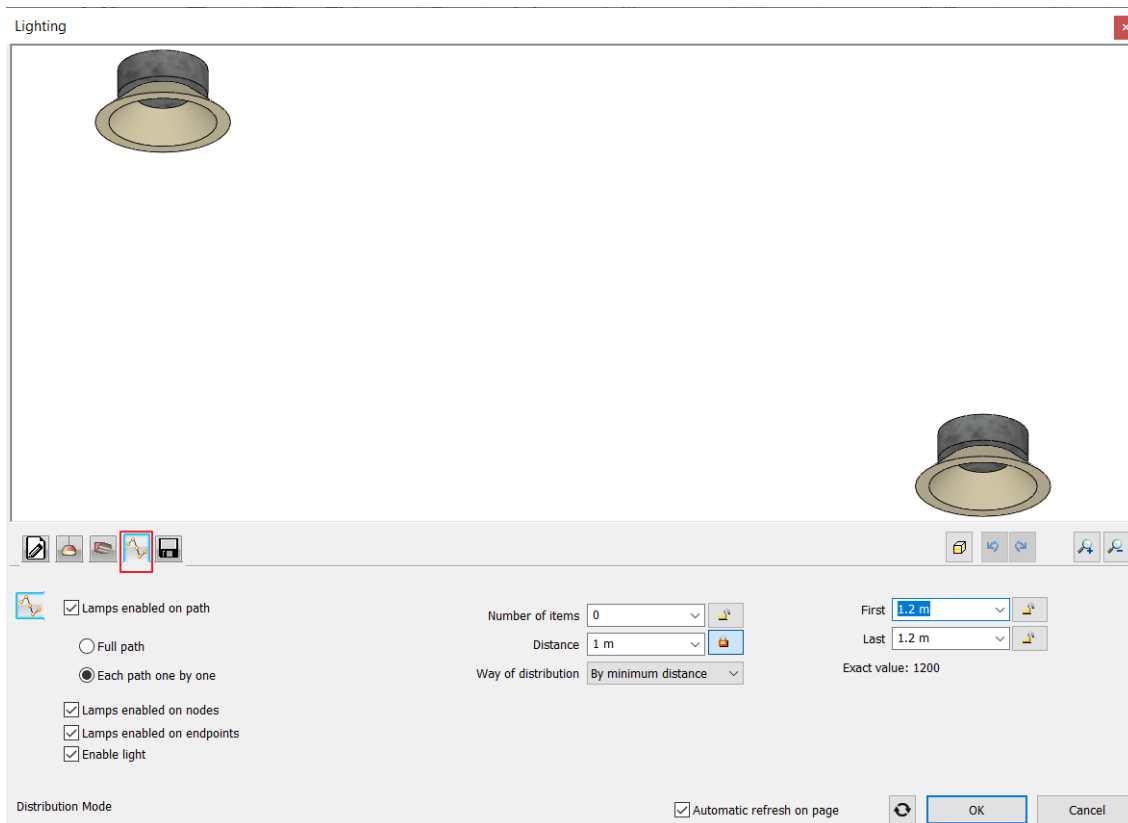 Lighting
Lamps enabled on path
Full path
Each path one by one
Lamps enabled on nodes
Lamps enabled on endpoints
Enable light
Number of items 0
Distance 1 m
Way of distribution By minimum distance
First 1.2 m
Last 1.2 m
Exact value: 1200
Distribution Mode
Automatic refresh on page
OK
Cancel